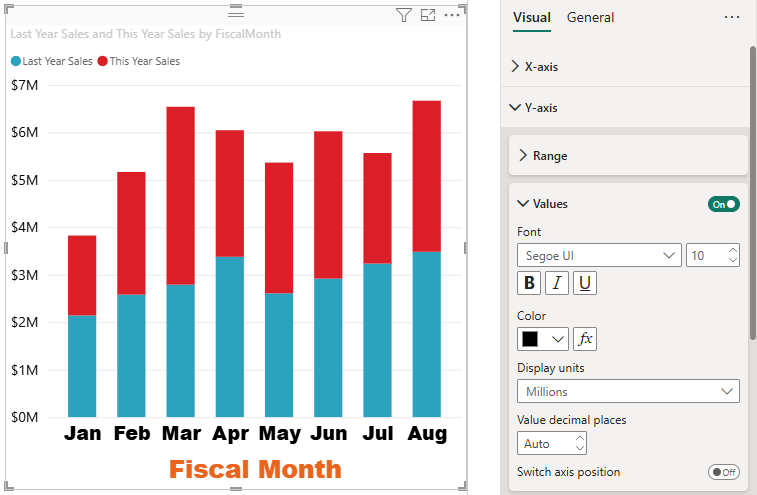 Last Year Sales and This Year Sales by FiscalMonth
Last Year Sales This Year Sales
$7M
$6M
$5M
$4M
$3M
$2M
$1M
$0M
Jan Feb Mar Apr May Jun Jul Aug
Fiscal Month
Visual General
X-axis
Y-axis
Range
Values On
Font
Segoe UI 10
B I U
Color
fx
Display units
Millions
Value decimal places
Auto
Switch axis position Off